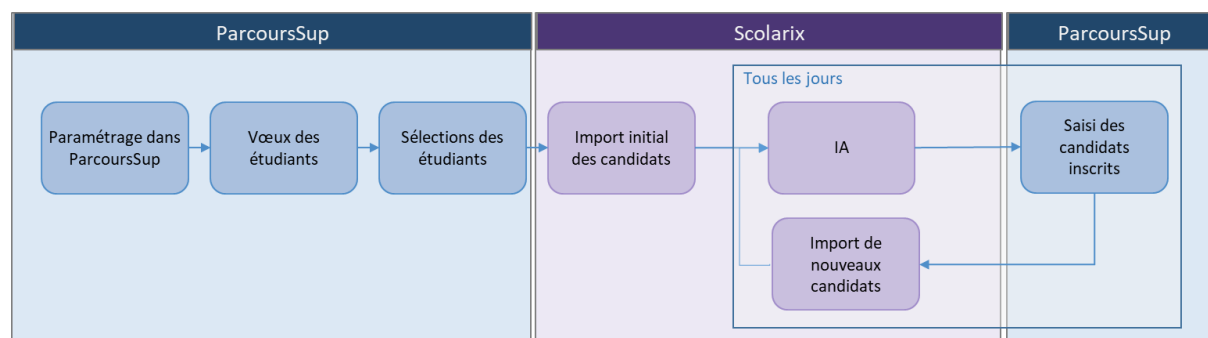 ParcoursSup
Scolarix
ParcoursSup
Tous les jours
Paramétrage dans
ParcoursSup
Vœux des
étudiants
Sélections des
étudiants
Import initial
des candidats
IA
Saisi des
candidats
inscrits
Import de
nouveaux
candidats